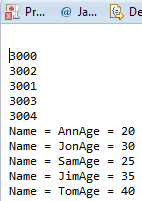 Pr
@ Ja
De
3000
3002
3001
3003
3004
Name = AnnAge = 20
Name = JonAge = 30
Name = SamAge = 25
Name = JimAge = 35
Name = TomAge = 40